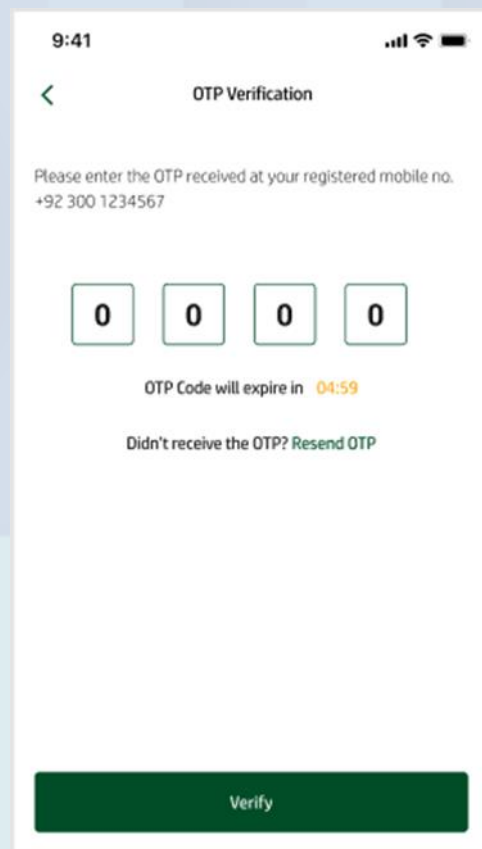 9:41
OTP Verification
Please enter the OTP received at your registered mobile no.
+92 300 1234567
0 0 0 0
OTP Code will expire in 04:59
Didn't receive the OTP? Resend OTP
Verify